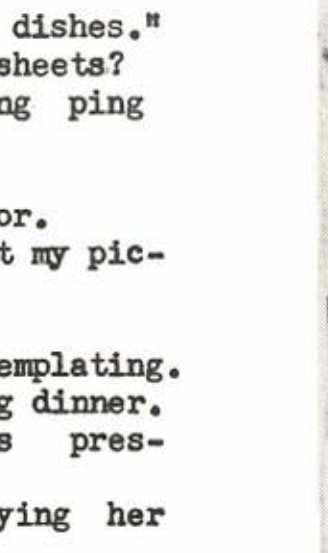 dishes."
sheets?
ng ping
or.
t my pic-
emplating.
g dinner.
s pres-
ying her